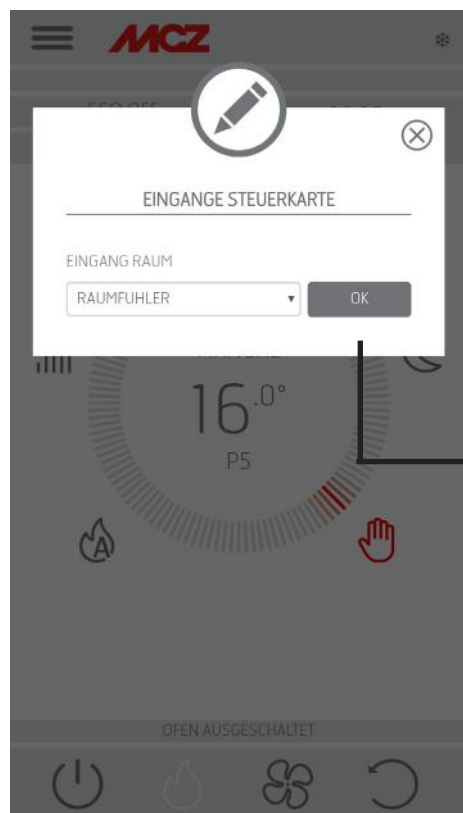 MCZ
EINGANGE STEUERKARTE
EINGANG RAUM
RAUMFUHLER
OK
16.0°
P5
A
OFEN AUSGESCHALTET